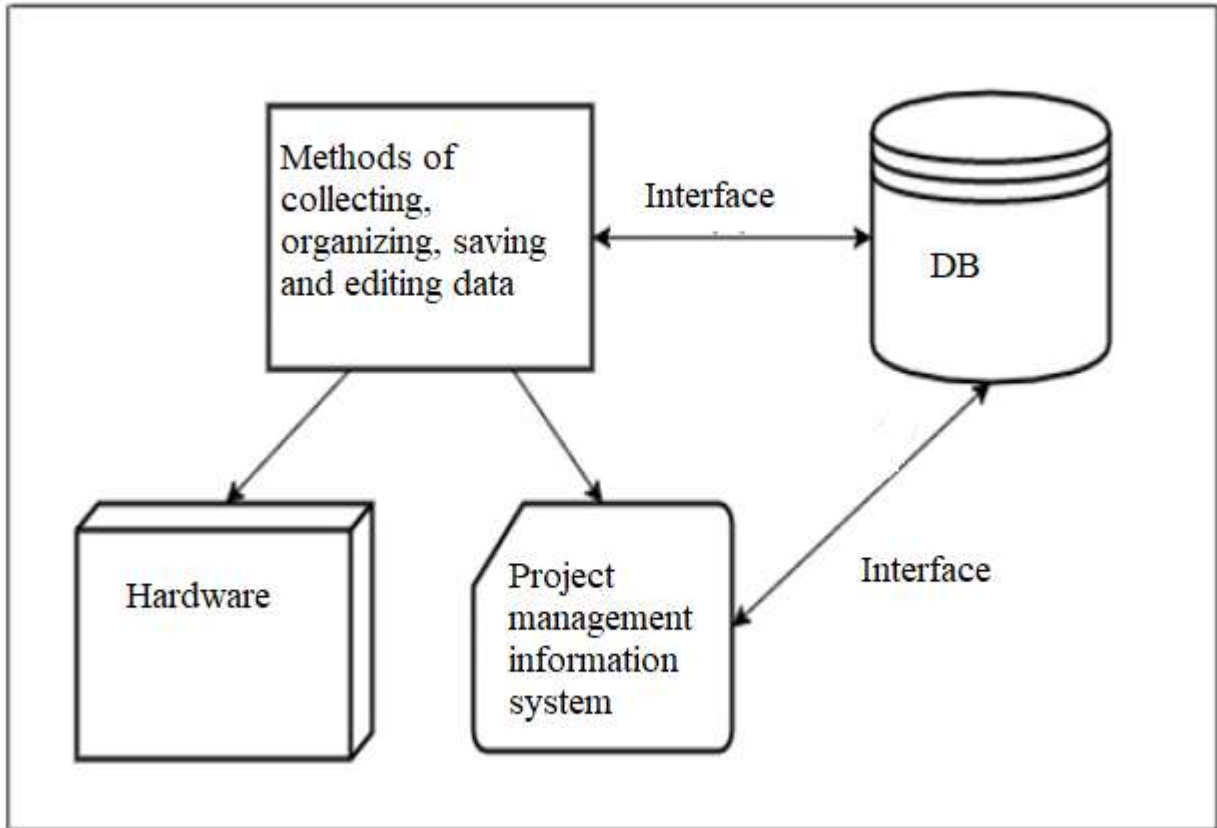 Methods of
collecting,
organizing, saving
and editing data
Interface
DB
Hardware
Project
management
information
system
Interface